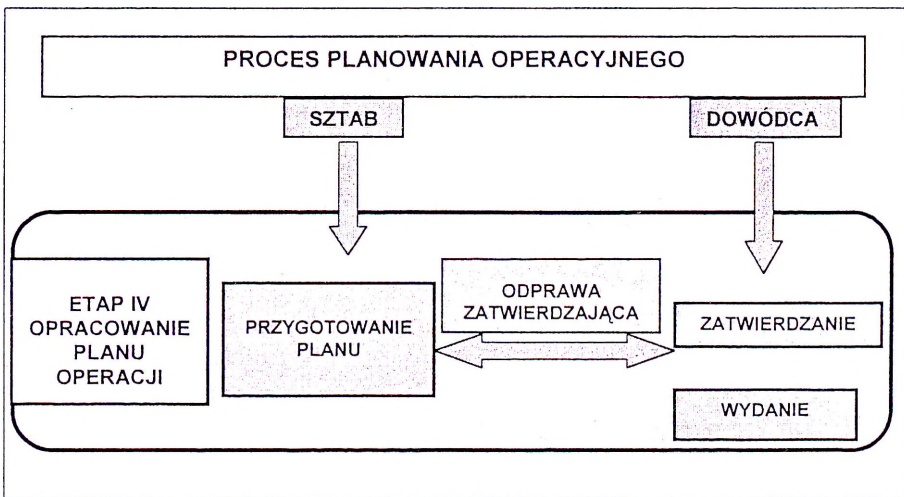 PROCES PLANOWANIA OPERACYJNEGO
SZTAB
DOWÓDCA
ETAP IV
OPRACOWANIE
PLANU
OPERACJI
PRZYGOTOWANIE
PLANU
ODPRAWA
ZATWIERDZAJĄCA
ZATWIERDZANIE
WYDANIE